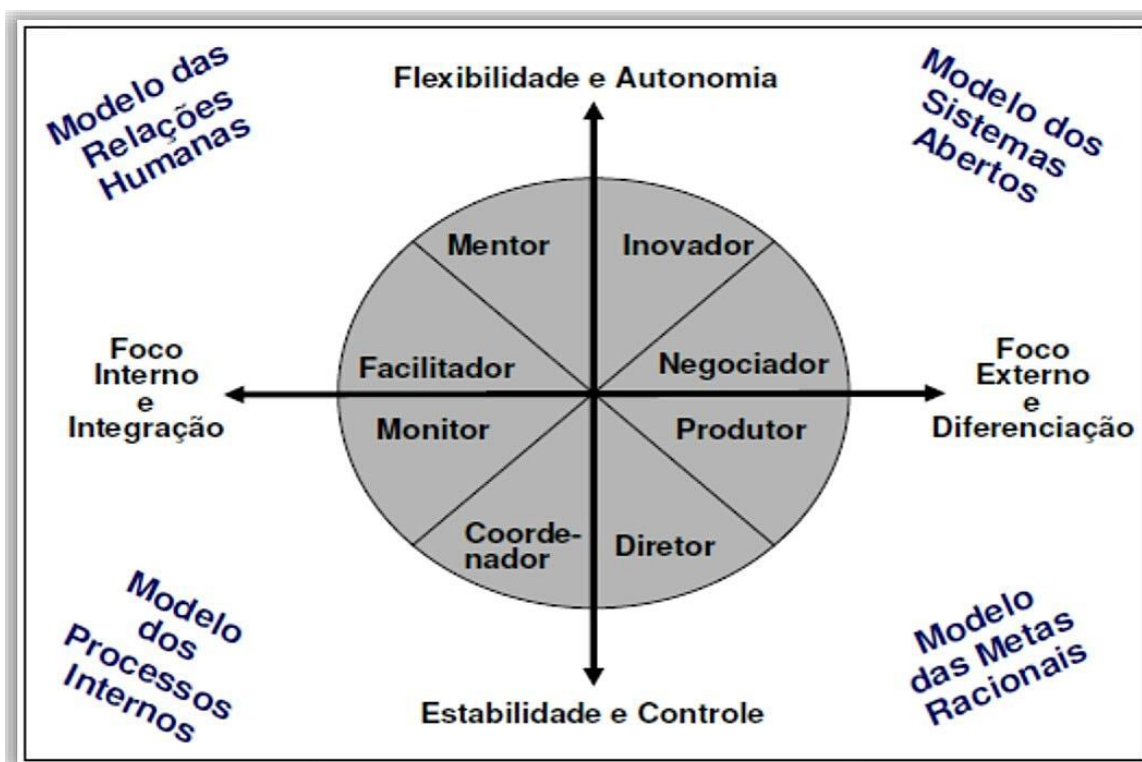 Modelo das
Relações
Humanas
Flexibilidade e Autonomia
Modelo dos
Sistemas
Abertos
Mentor
Inovador
Foco
Interno
e
Integração
Facilitador
Negociador
Foco
Externo
e
Diferenciação
Monitor
Produtor
Coorde-
nador
Diretor
Modelo
dos
Processos
Internos
Estabilidade e Controle
Modelo
das Metas
Racionais